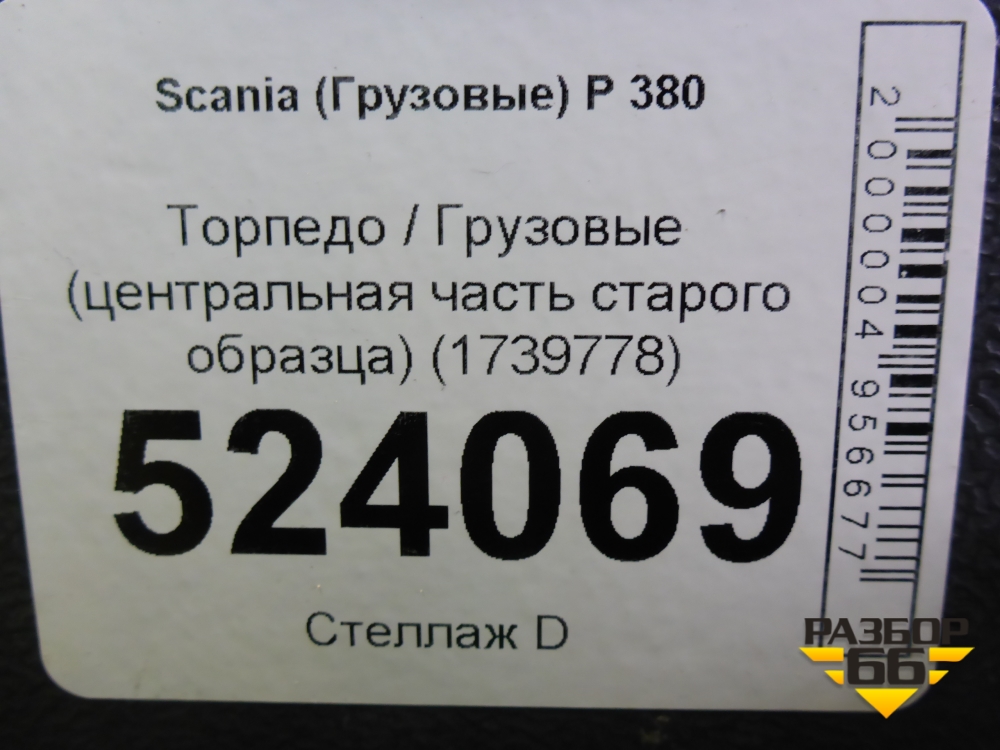 Scania (Грузовые) P 380
Торпедо / Грузовые
(центральная часть старого
образца) (1739778)
524069
Стеллаж D
2000004956677
РАЗБОР
66